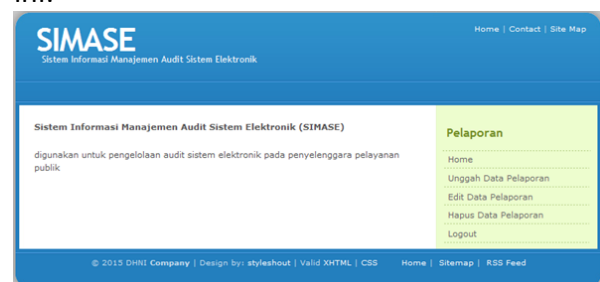 SIMASE
Sistem Informasi Manajemen Audit Sistem Elektronik
Home | Contact | Site Map
Sistem Informasi Manajemen Audit Sistem Elektronik (SIMASE)
digunakan untuk pengelolaan audit sistem elektronik pada penyelenggara pelayanan
publik
Pelaporan
Home
Unggah Data Pelaporan
Edit Data Pelaporan
Hapus Data Pelaporan
Logout
© 2015 DHNI Company | Design by: styleshout | Valid XHTML | CSS Home | Sitemap | RSS Feed